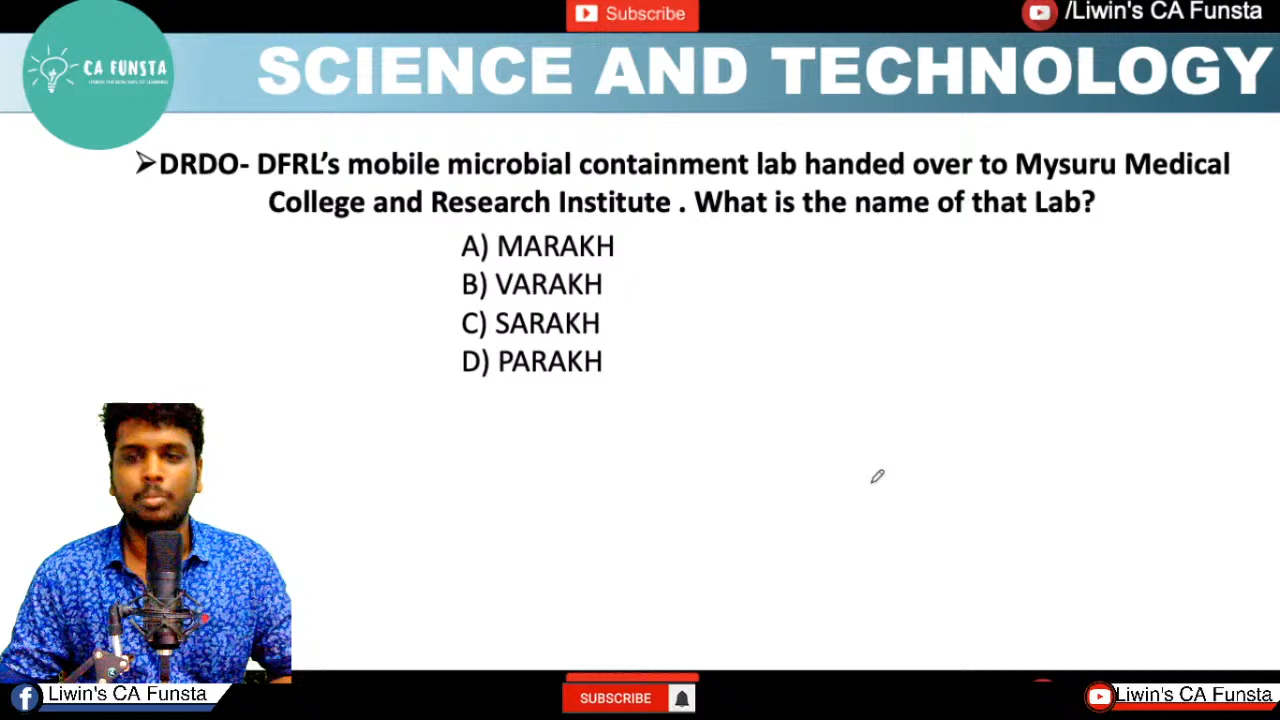 Subscribe
/Liwin's CA Funsta
CA FUNSTA
SCIENCE AND TECHNOLOGY
➢DRDO- DFRL's mobile microbial containment lab handed over to Mysuru Medical
College and Research Institute . What is the name of that Lab?
A) MARAKH
B) VARAKH
C) SARAKH
D) PARAKH
Liwin's CA Funsta
SUBSCRIBE
Liwin's CA Funsta